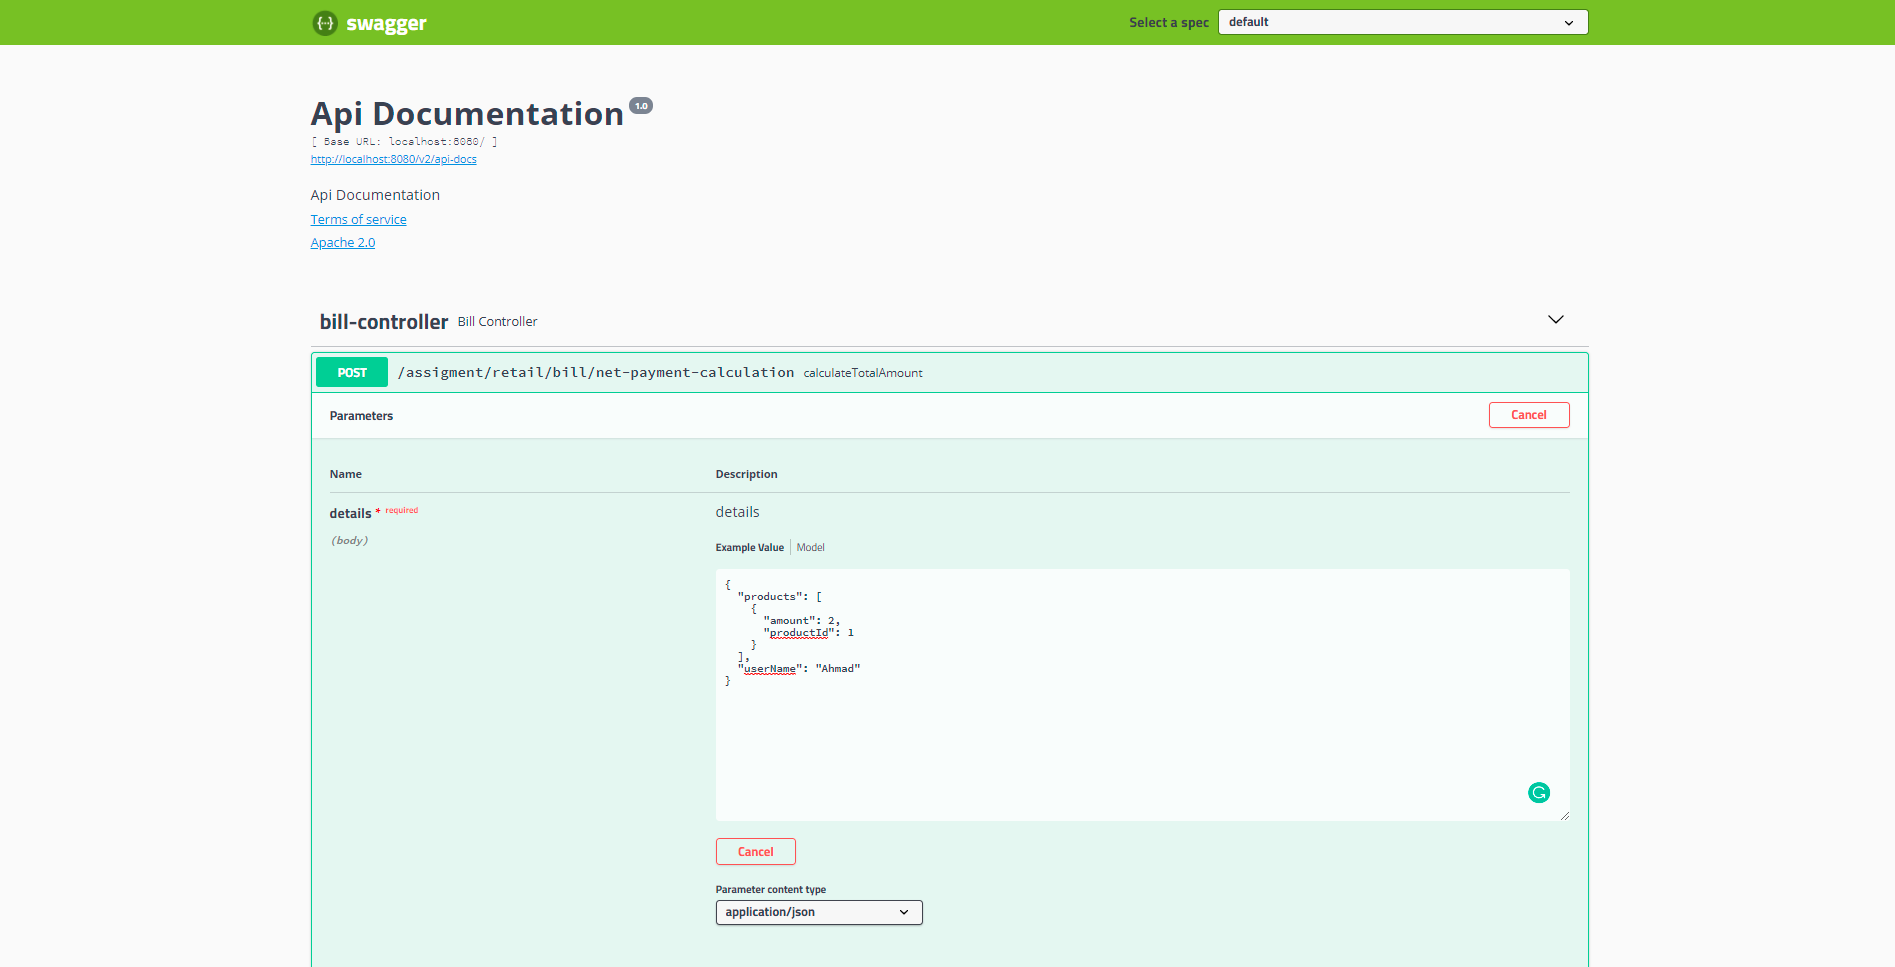 swagger
Select a spec default
Api Documentation 1.0
[ Base URL: localhost:8080/ ]
http://localhost:8080/v2/api-docs
Api Documentation
Terms of service
Apache 2.0
bill-controller Bill Controller
POST /assigment/retail/bill/net-payment-calculation calculateTotalAmount
Parameters Cancel
Name Description
details * required details
(body)
Example Value Model
{
"products": [
{
"amount": 2,
"productId": 1
}
],
"userName": "Ahmad"
}
Cancel
Parameter content type
application/json